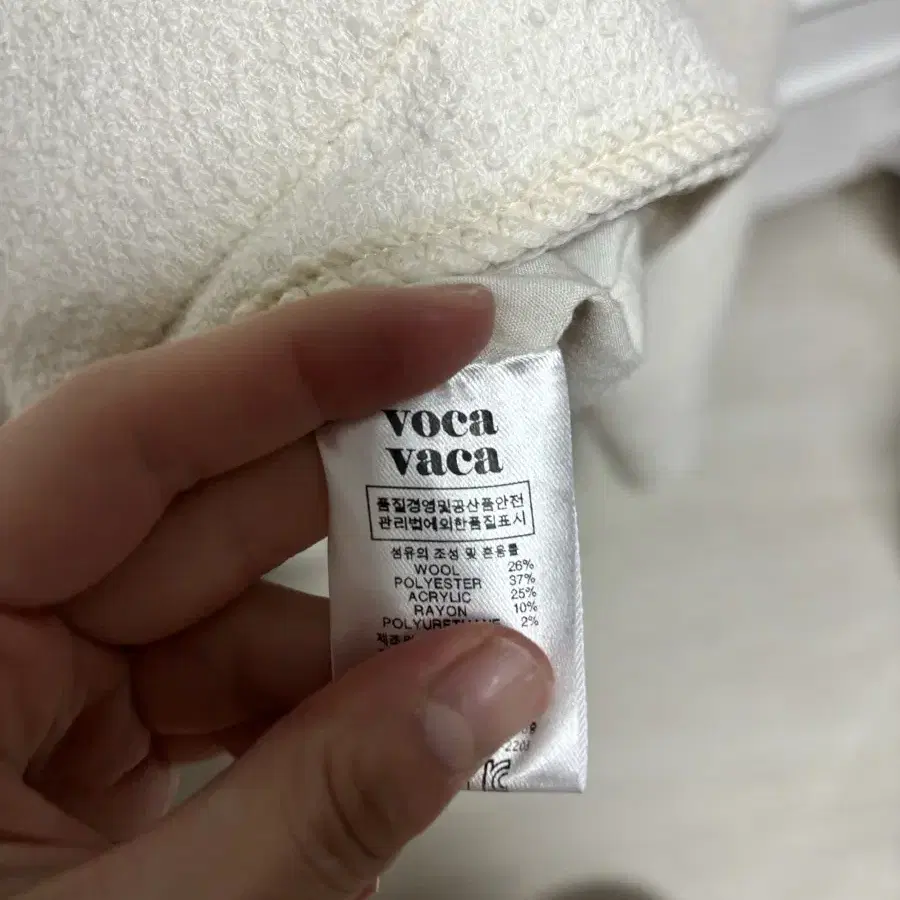 voca
vaca
품질경영및공산품안전
관리법에의한품질표시
섬유의 조성 및 혼용률
WOOL 26%
POLYESTER 37%
ACRYLIC 25%
RAYON 10%
POLYURETHANE 2%